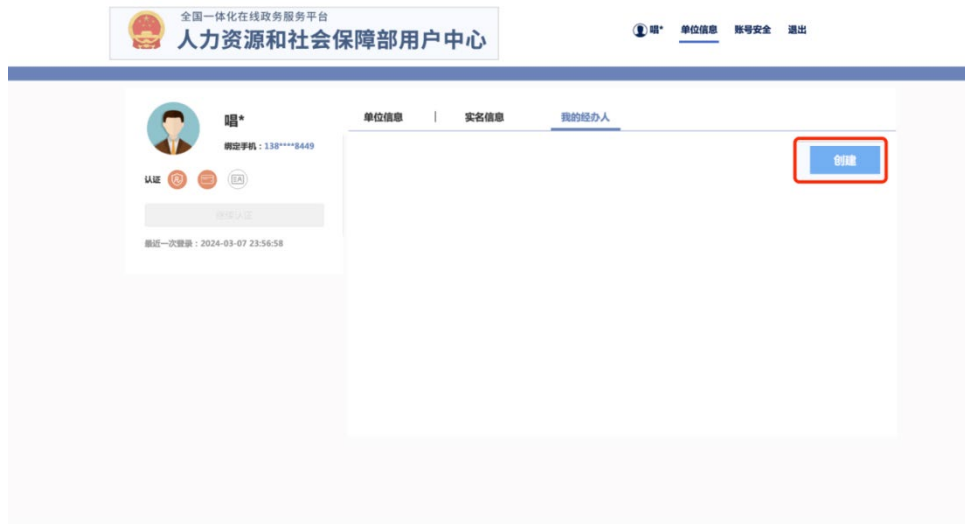 全国一体化在线政务服务平台
人力资源和社会保障部用户中心
唱* 单位信息 账号安全 退出
唱*
绑定手机：138****8449
认证
最近一次登录：2024-03-07 23:56:58
单位信息 | 实名信息 我的经办人
创建